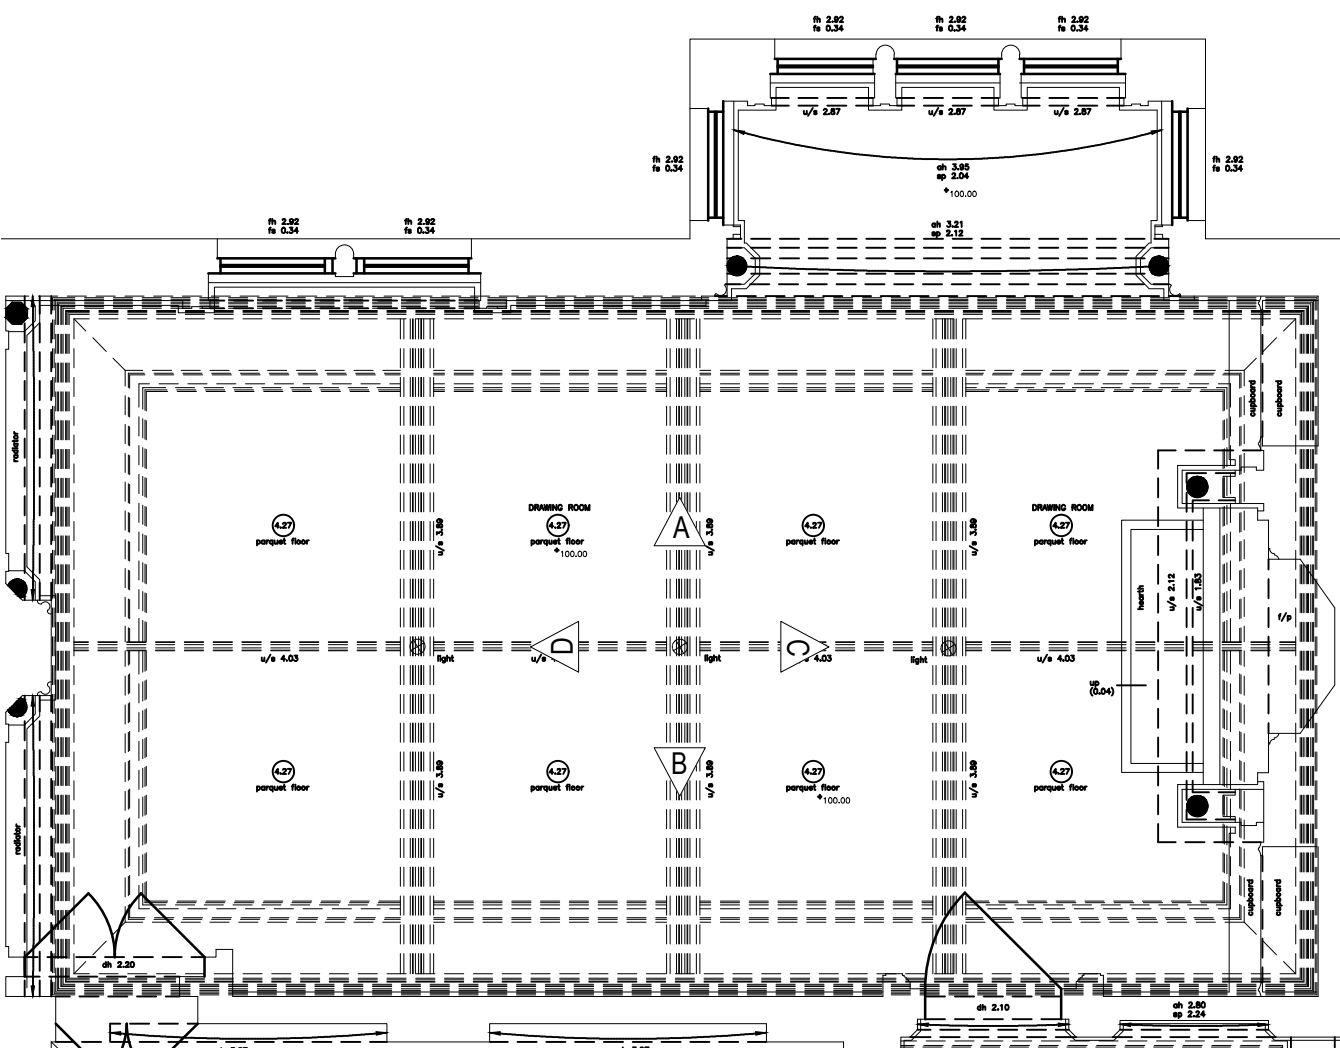 fh 2.92
fs 0.34
fh 2.92
fs 0.34
fh 2.92
fs 0.34
u/s 2.87
u/s 2.87
u/s 2.87
fh 2.92
fs 0.34
fh 2.92
fs 0.34
ah 3.95
sp 2.04
+100.00
fh 2.92
fs 0.34
fh 2.92
fs 0.34
ah 3.21
sp 2.12
cupboard
cupboard
radiator
4.27
parquet floor
u/s 3.89
DRAWING ROOM
4.27
parquet floor
+100.00
A
u/s 3.89
4.27
parquet floor
u/s 3.89
DRAWING ROOM
4.27
parquet floor
hearth
u/s 2.12
u/s 1.83
f/p
u/s 4.03
light
u/s
D
light
C
4.03
light
u/s 4.03
up
(0.04)
4.27
parquet floor
u/s 3.89
4.27
parquet floor
B
u/s 3.89
4.27
parquet floor
+100.00
u/s 3.89
4.27
parquet floor
radiator
cupboard
cupboard
dh 2.20
dh 2.10
ah 2.80
sp 2.24